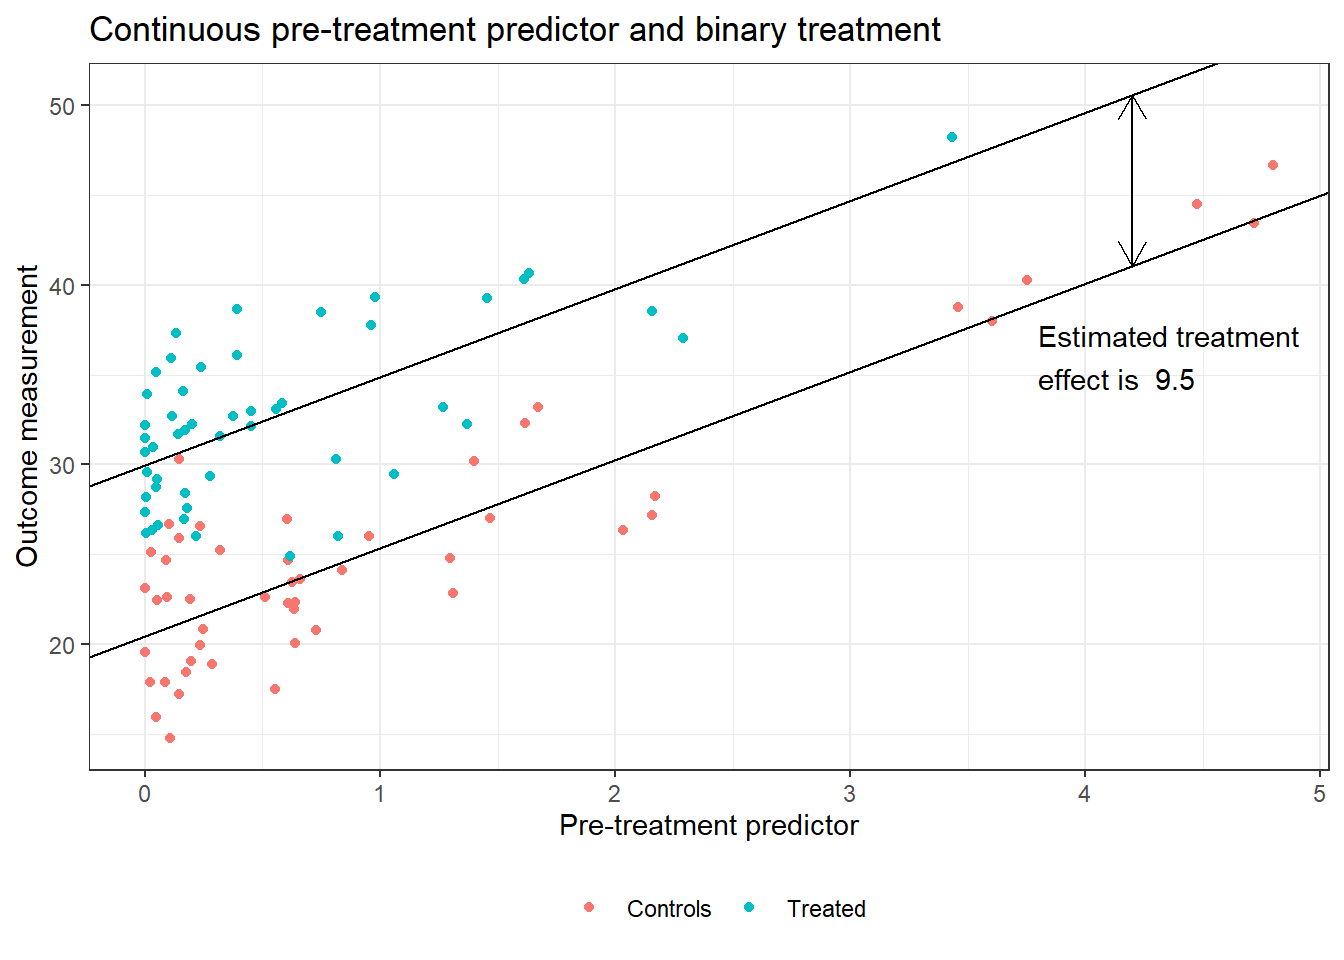 Continuous pre-treatment predictor and binary treatment
Outcome measurement
50
40
30
20
Estimated treatment
effect is  9.5
0 1 2 3 4 5
Pre-treatment predictor
Controls Treated